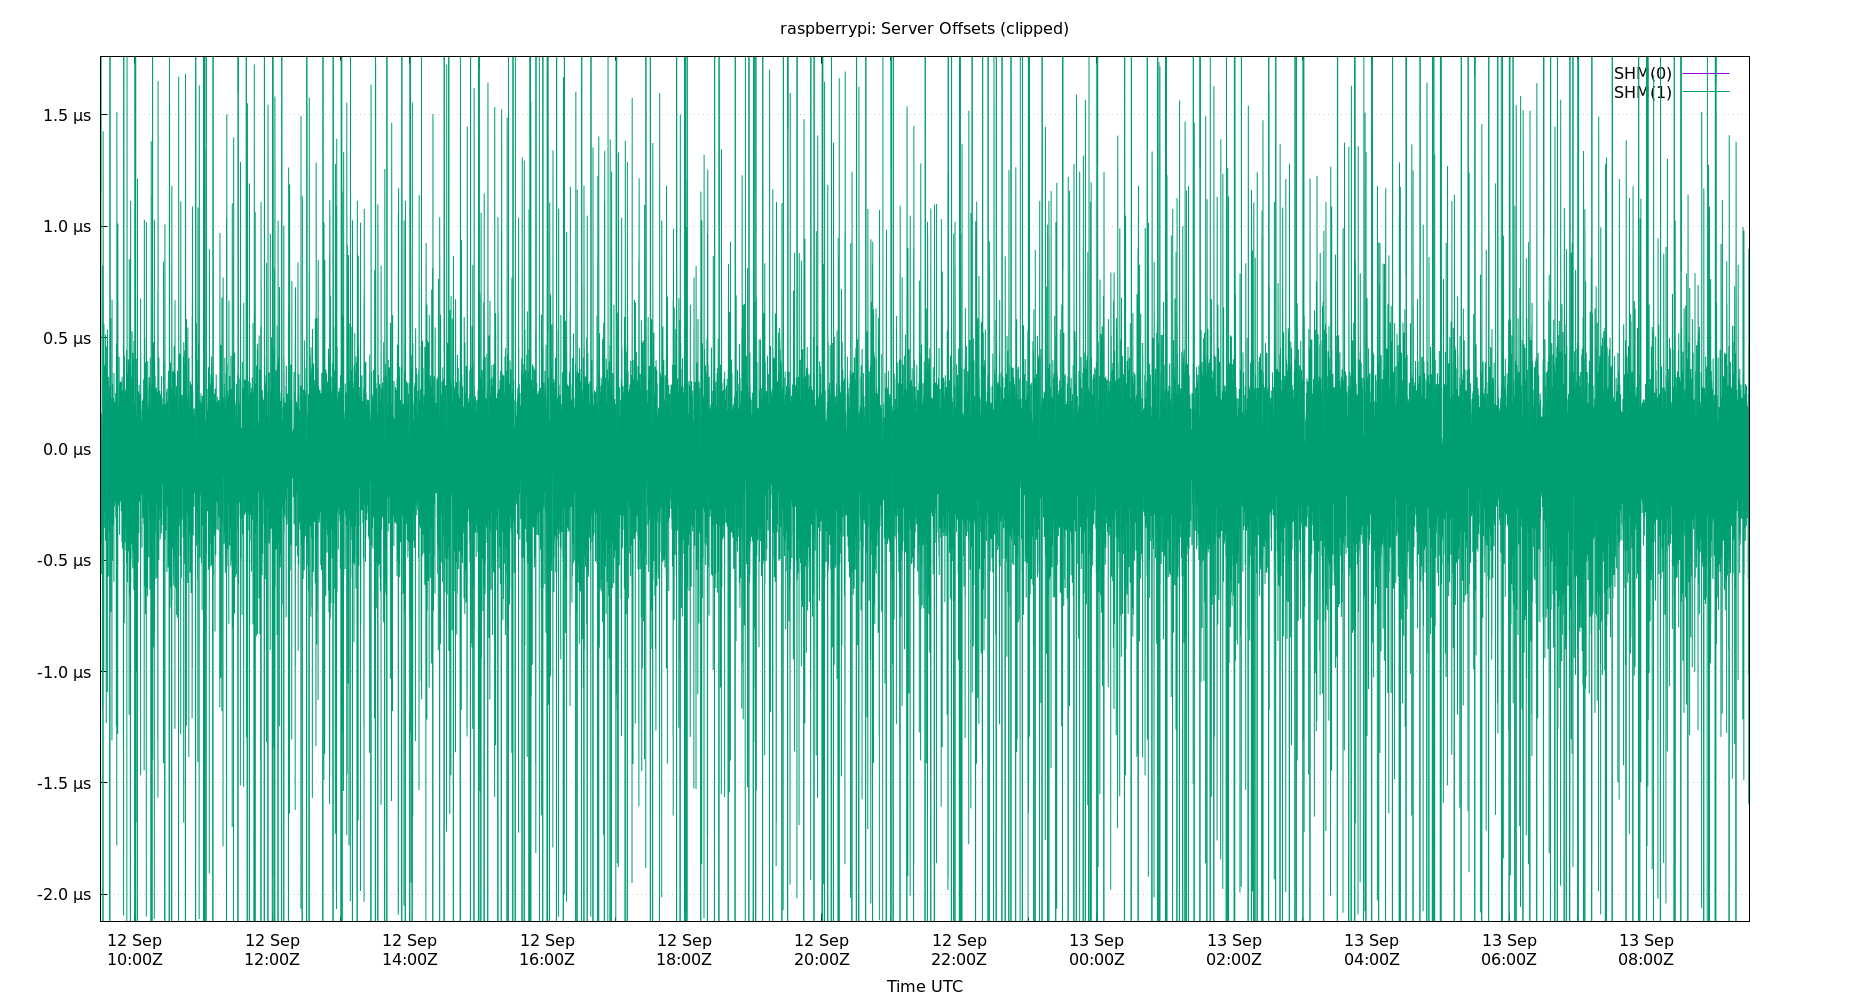 raspberrypi: Server Offsets (clipped)
SHM(0)
SHM(1)
1.5 µs
1.0 µs
0.5 µs
0.0 µs
-0.5 µs
-1.0 µs
-1.5 µs
-2.0 µs
12 Sep 12 Sep 12 Sep 12 Sep 12 Sep 12 Sep 12 Sep 13 Sep 13 Sep 13 Sep 13 Sep 13 Sep
10:00Z 12:00Z 14:00Z 16:00Z 18:00Z 20:00Z 22:00Z 00:00Z 02:00Z 04:00Z 06:00Z 08:00Z
Time UTC